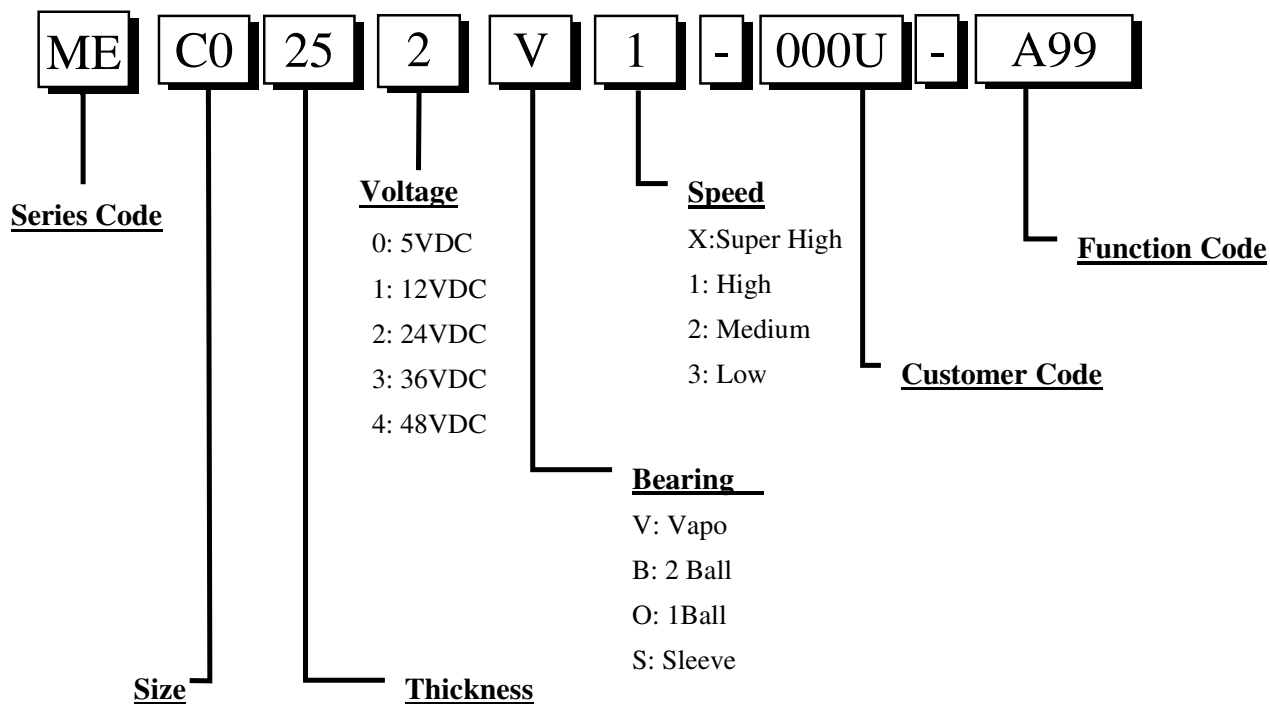 ME C0 25 2 V 1 - 000U - A99
Series Code
Voltage
0: 5VDC
1: 12VDC
2: 24VDC
3: 36VDC
4: 48VDC
Speed
X:Super High
1: High
2: Medium
3: Low
Function Code
Customer Code
Bearing
V: Vapo
B: 2 Ball
O: 1Ball
S: Sleeve
Size
Thickness